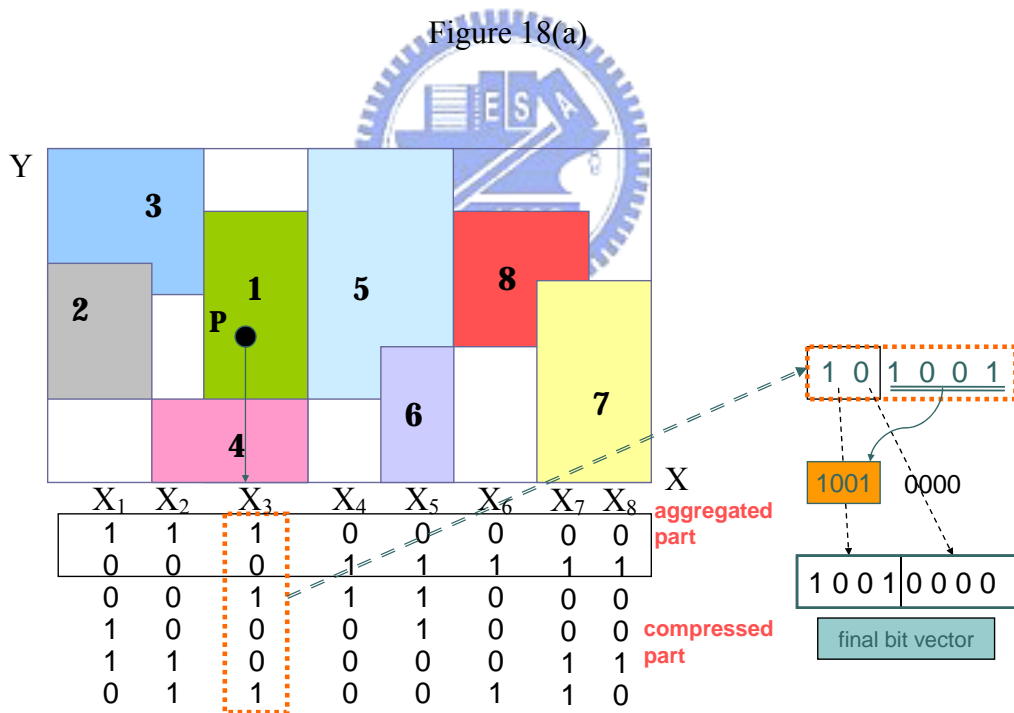 Figure 18(a)
E S A
Y
3
2
1
P
5
8
4
6
7
X
X1 X2 X3 X4 X5 X6 X7 X8
1 1 1 0 0 0 0 0
0 0 0 1 1 1 1 1
aggregated
part
0 0 1 1 1 0 0 0
1 0 0 0 1 0 0 0
1 1 0 0 0 0 1 1
0 1 1 0 0 1 1 0
compressed
part
1 0 1 0 0 1
1001 0000
1 0 0 1 0 0 0 0
final bit vector